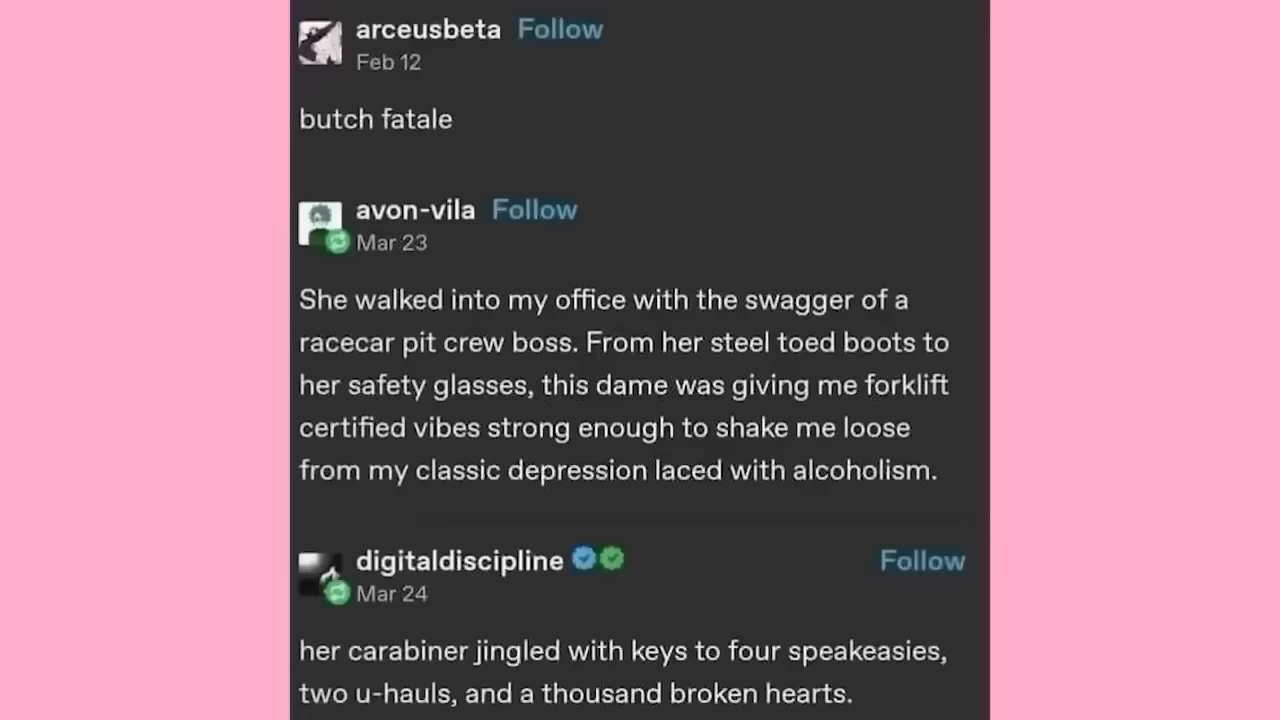 arceusbeta Follow
Feb 12
butch fatale
avon-vila Follow
Mar 23
She walked into my office with the swagger of a
racecar pit crew boss. From her steel toed boots to
her safety glasses, this dame was giving me forklift
certified vibes strong enough to shake me loose
from my classic depression laced with alcoholism.
digitaldiscipline Follow
Mar 24
her carabiner jingled with keys to four speakeasies,
two u-hauls, and a thousand broken hearts.